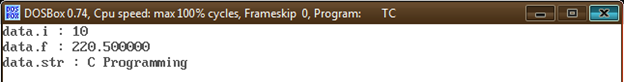 DOSBox 0.74, Cpu speed: max 100% cycles, Frameskip 0, Program: TC
data.i : 10
data.f : 220.500000
data.str : C Programming